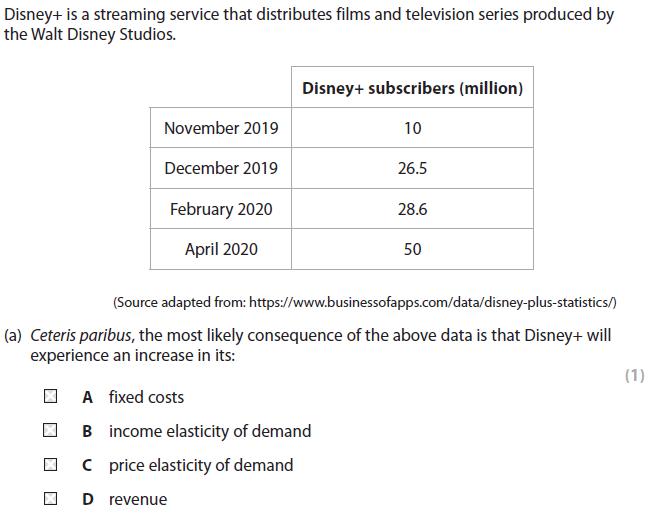 Disney+ is a streaming service that distributes films and television series produced by
the Walt Disney Studios.
Disney+ subscribers (million)
November 2019 10
December 2019 26.5
February 2020 28.6
April 2020 50
(Source adapted from: https://www.businessofapps.com/data/disney-plus-statistics/)
(a) Ceteris paribus, the most likely consequence of the above data is that Disney+ will
experience an increase in its:
(1)
A fixed costs
B income elasticity of demand
C price elasticity of demand
D revenue